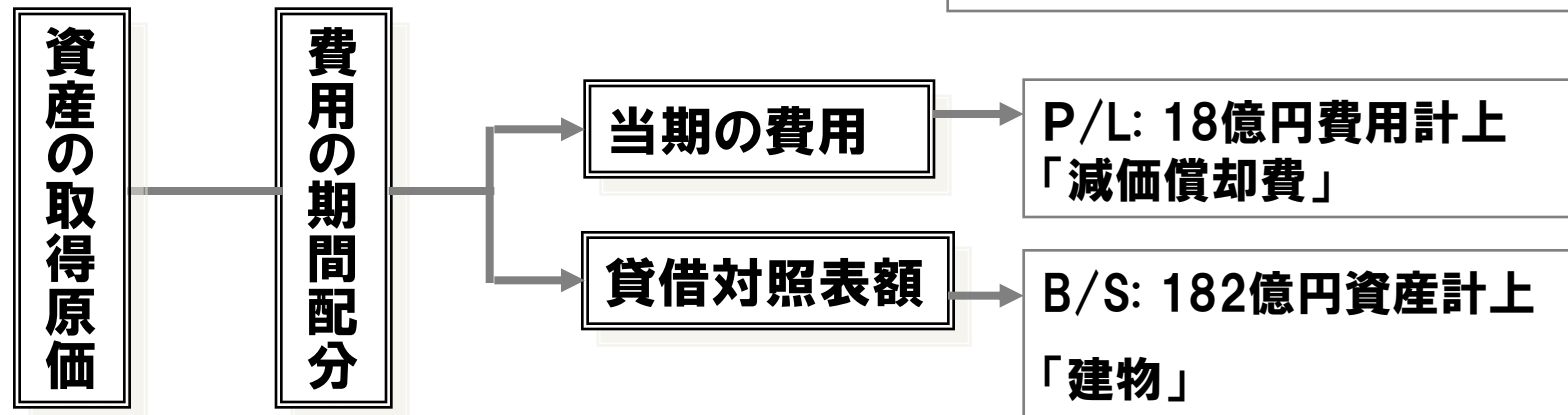 資産の取得原価
費用の期間配分
当期の費用
P/L: 18億円費用計上
「減価償却費」
貸借対照表額
B/S: 182億円資産計上
「建物」